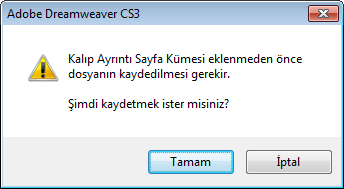 Adobe Dreamweaver CS3
Kalıp Ayrıntı Sayfa Kümesi eklenmeden önce
dosyanın kaydedilmesi gerekir.
Şimdi kaydetmek ister misiniz?
Tamam
İptal